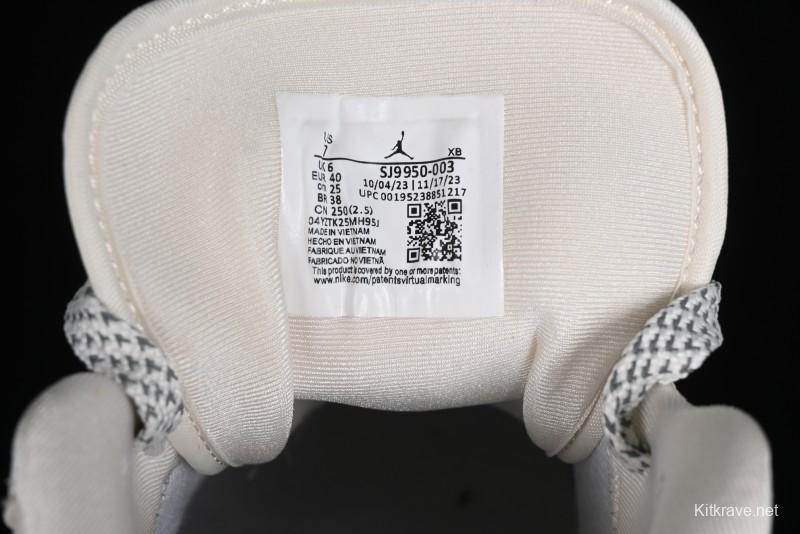 US
7 XB
UK 6
EUR 40
cm 25
BR 38
CN 250(2.5)
SJ9950-003
10/04/23 | 11/17/23
UPC 00195238851217
04YZTK25MH95J
MADE IN VIETNAM
HECHO EN VIETNAM
FABRIQUE AU VIETNAM
FABRICADO NO VIETNÃ
This product is covered by one or more patents:
www.nike.com/patentsvirtualmarking
Kitkrave.net